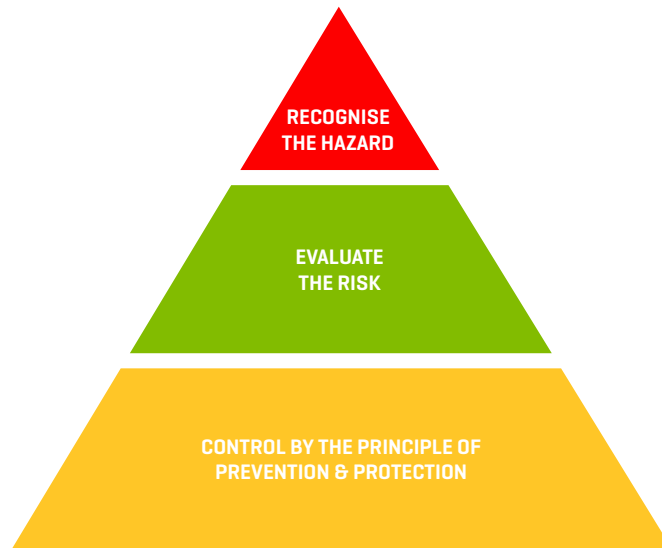 RECOGNISE
THE HAZARD
EVALUATE
THE RISK
CONTROL BY THE PRINCIPLE OF
PREVENTION & PROTECTION